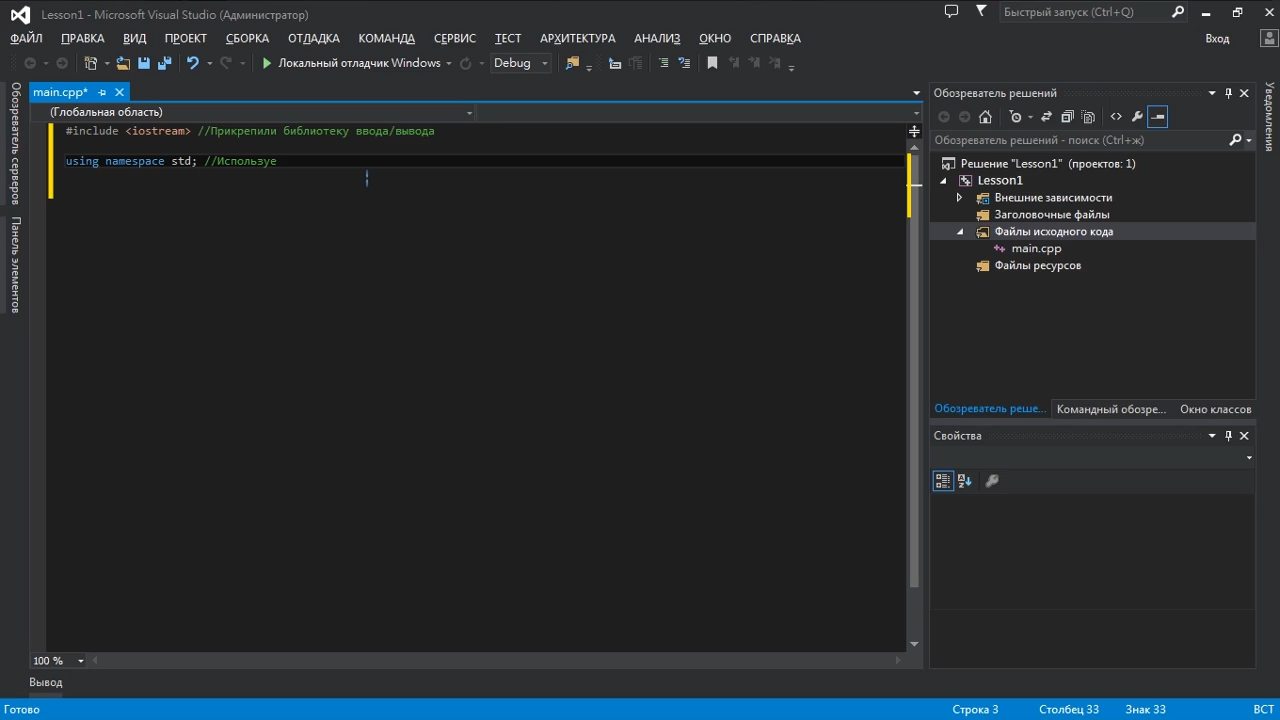 Lesson1 - Microsoft Visual Studio (Администратор)
Быстрый запуск (Ctrl+Q)
ФАЙЛ ПРАВКА ВИД ПРОЕКТ СБОРКА ОТЛАДКА КОМАНДА СЕРВИС ТЕСТ АРХИТЕКТУРА АНАЛИЗ ОКНО СПРАВКА
Вход
Локальный отладчик Windows
Debug
Обозреватель серверов
Панель элементов
main.cpp*
(Глобальная область)
#include <iostream> //Прикрепили библиотеку ввода/вывода
using namespace std; //Используе
100 %
Обозреватель решений
Обозреватель решений - поиск (Ctrl+ж)
Решение "Lesson1" (проектов: 1)
Lesson1
Внешние зависимости
Заголовочные файлы
Файлы исходного кода
main.cpp
Файлы ресурсов
Обозреватель реше...
Командный обозре...
Окно классов
Свойства
Уведомления
Вывод
Готово
Строка 3
Столбец 33
Знак 33
ВСТ